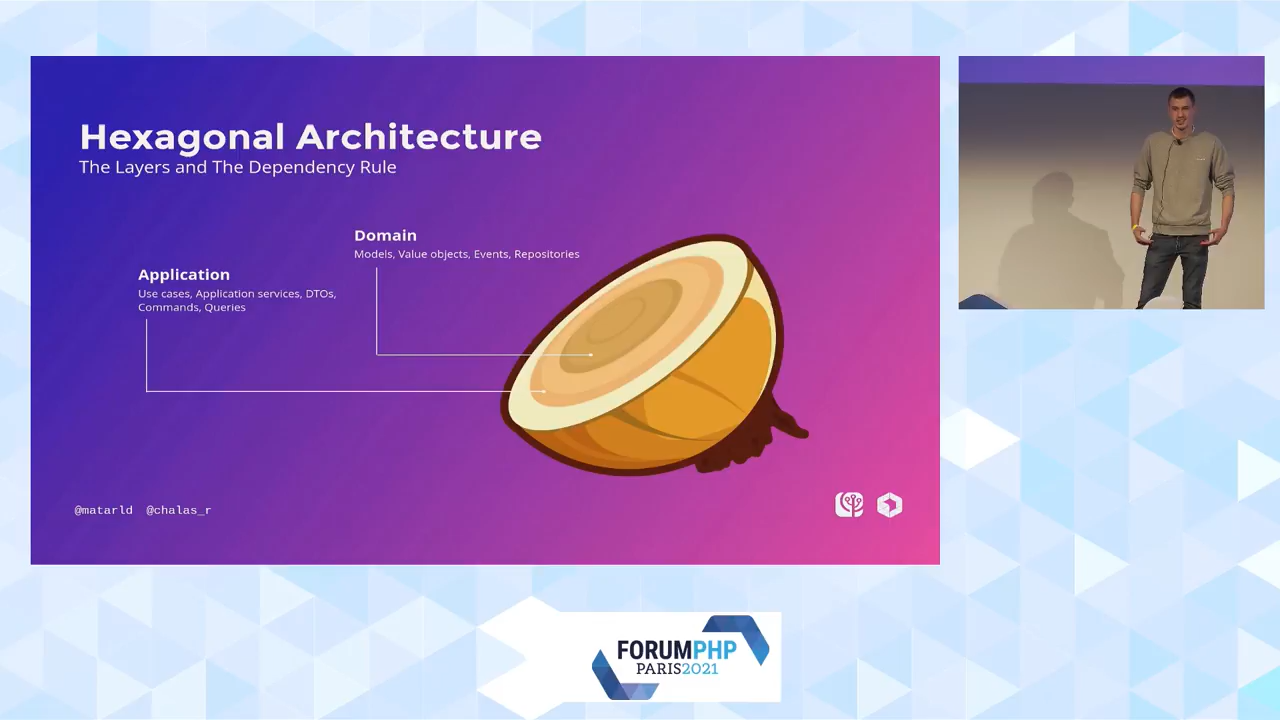 Hexagonal Architecture
The Layers and The Dependency Rule
Domain
Models, Value objects, Events, Repositories
Application
Use cases, Application services, DTOs,
Commands, Queries
@matarld @chalas_r
FORUMPHP
PARIS2021